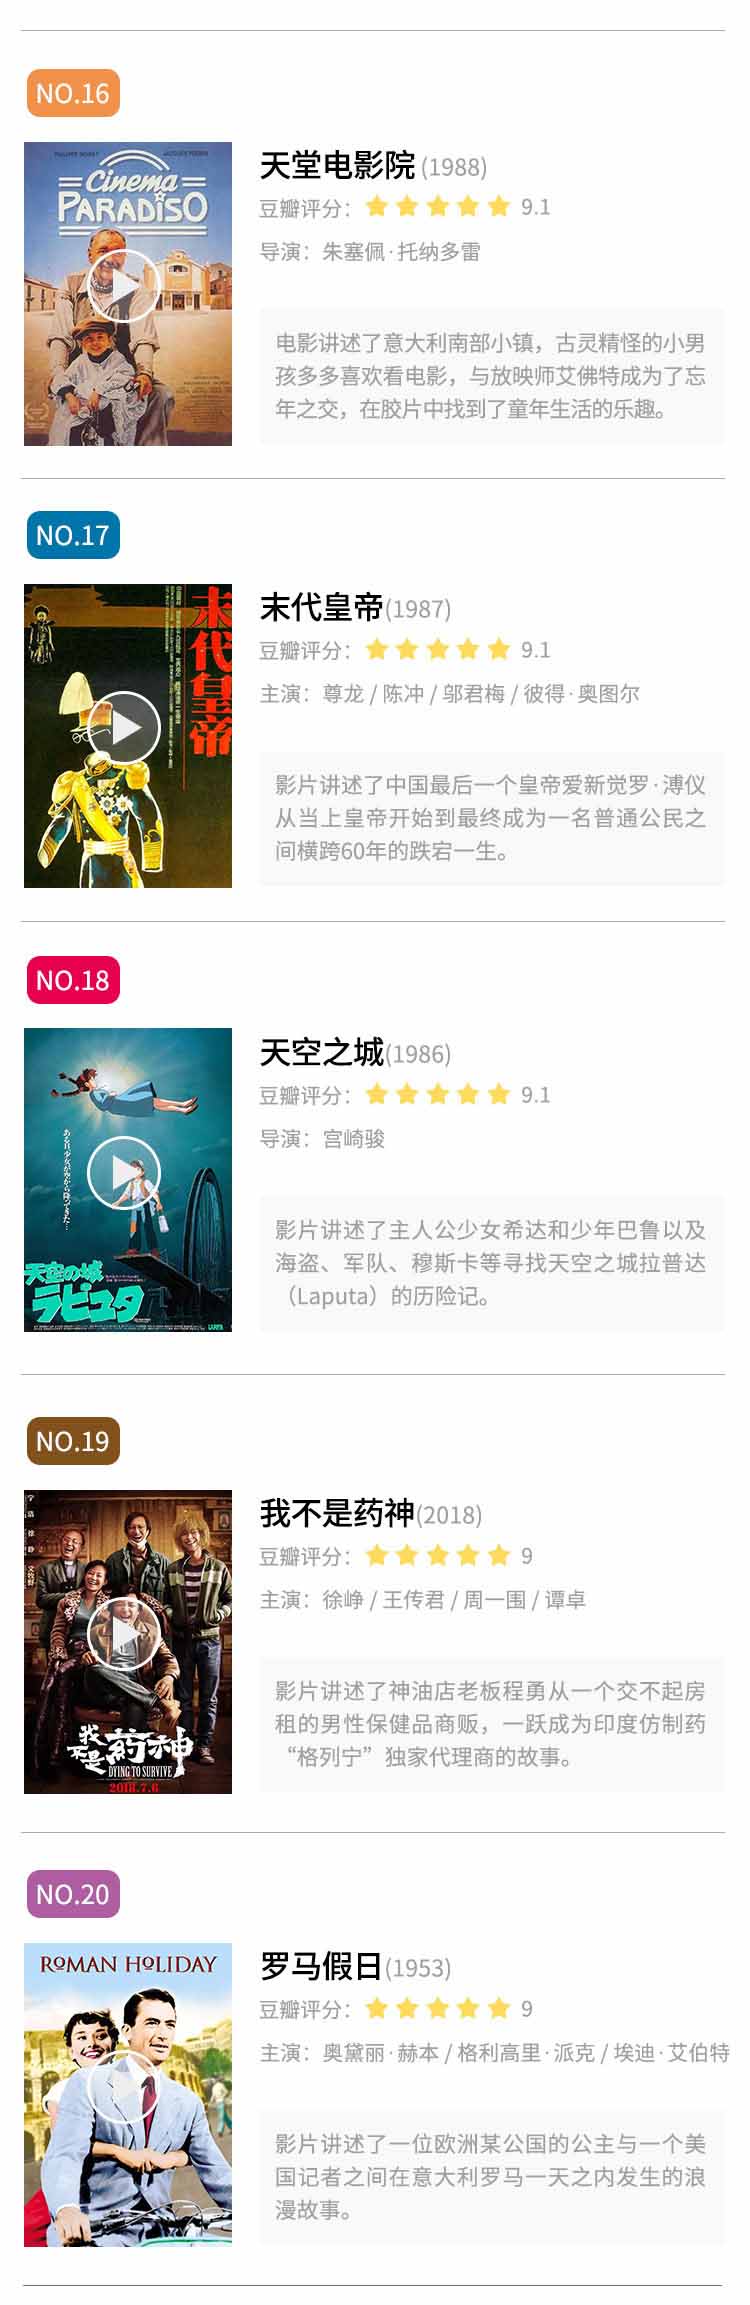 NO.16
Cinema
PARADISO
天堂电影院 (1988)
豆瓣评分: 9.1
导演: 朱塞佩·托纳多雷
电影讲述了意大利南部小镇，古灵精怪的小男
孩多多喜欢看电影，与放映师艾佛特成为了忘
年之交，在胶片中找到了童年生活的乐趣。
NO.17
末代皇帝
末代皇帝(1987)
豆瓣评分: 9.1
主演: 尊龙 / 陈冲 / 邬君梅 / 彼得·奥图尔
影片讲述了中国最后一个皇帝爱新觉罗·溥仪
从当上皇帝开始到最终成为一名普通公民之
间横跨60年的跌宕一生。
NO.18
ある日、少女が空から降ってきた…
天空の城
ラピュタ
天空之城(1986)
豆瓣评分: 9.1
导演: 宫崎骏
影片讲述了主人公少女希达和少年巴鲁以及
海盗、军队、穆斯卡等寻找天空之城拉普达
（Laputa）的历险记。
NO.19
我不是药神
DYING TO SURVIVE
2018.7.6
我不是药神(2018)
豆瓣评分: 9
主演: 徐峥 / 王传君 / 周一围 / 谭卓
影片讲述了神油店老板程勇从一个交不起房
租的男性保健品商贩，一跃成为印度仿制药
“格列宁”独家代理商的故事。
NO.20
ROMAN HOLIDAY
罗马假日(1953)
豆瓣评分: 9
主演: 奥黛丽·赫本 / 格利高里·派克 / 埃迪·艾伯特
影片讲述了一位欧洲某公国的公主与一个美
国记者之间在意大利罗马一天之内发生的浪
漫故事。